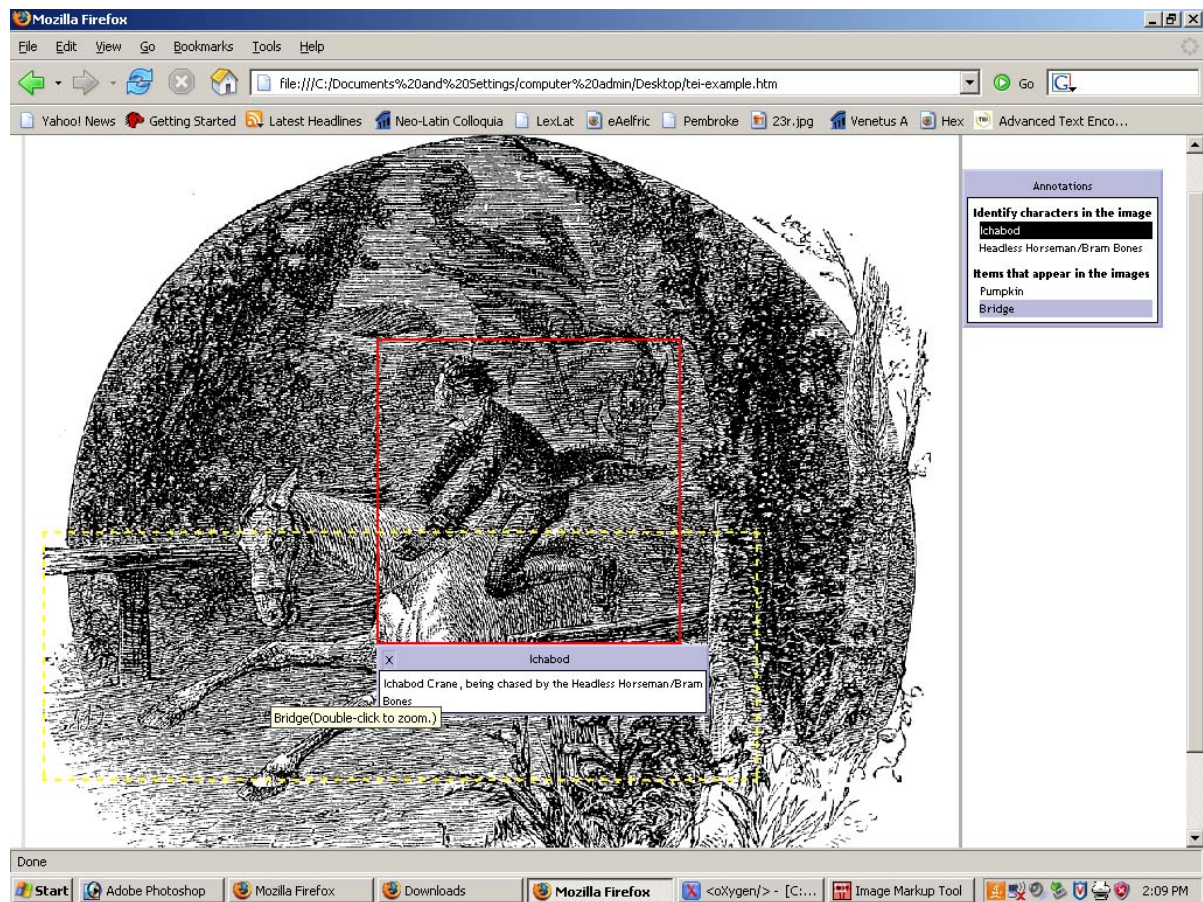 Mozilla Firefox
File Edit View Go Bookmarks Tools Help
file:///C:/Documents%20and%20Settings/computer%20admin/Desktop/tei-example.htm Go G
Yahoo! News Getting Started Latest Headlines Neo-Latin Colloquia LexLat eAelfric Pembroke 23r.jpg Venetus A Hex Advanced Text Enco...
Annotations
Identify characters in the image
Ichabod
Headless Horseman/Bram Bones
Items that appear in the images
Pumpkin
Bridge
X Ichabod
Ichabod Crane, being chased by the Headless Horseman/Bram
Bones
Bridge(Double-click to zoom.)
Done
Start Adobe Photoshop Mozilla Firefox Downloads Mozilla Firefox <oXygen/> - [C:... Image Markup Tool 2:09 PM